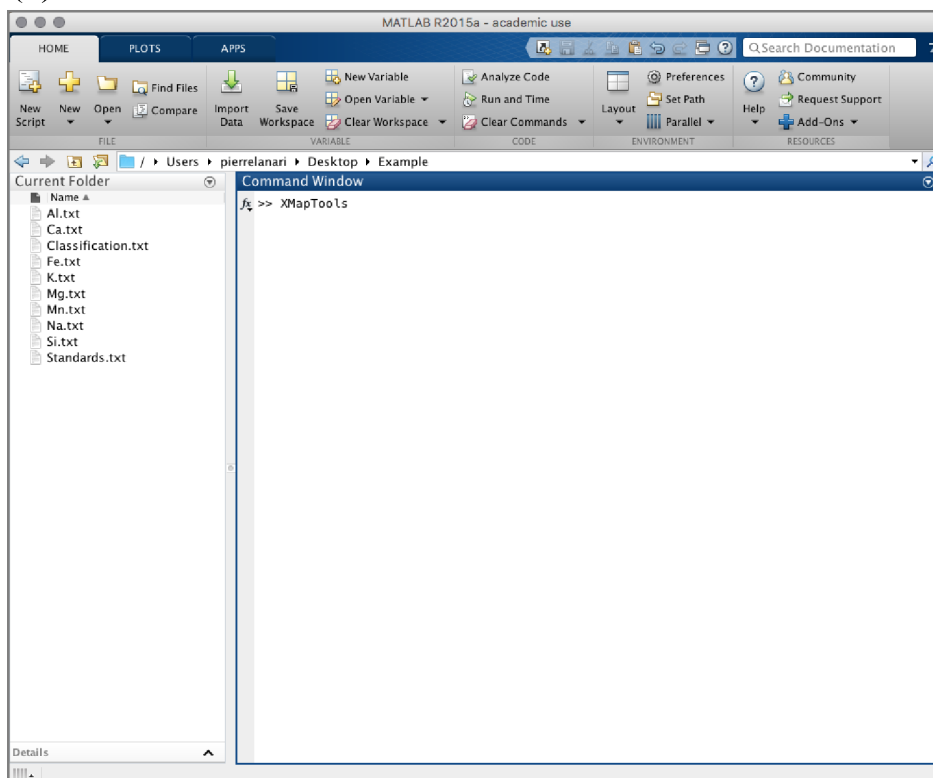 MATLAB R2015a - academic use
HOME PLOTS APPS Search Documentation
New Script New Open Find Files Compare Import Data Save Workspace New Variable Open Variable Clear Workspace Analyze Code Run and Time Clear Commands Layout Preferences Set Path Parallel Help Community Request Support Add-Ons
FILE VARIABLE CODE ENVIRONMENT RESOURCES
/ Users pierrelanari Desktop Example
Current Folder Command Window
Name
fx >> XMapTools
Al.txt
Ca.txt
Classification.txt
Fe.txt
K.txt
Mg.txt
Mn.txt
Na.txt
Si.txt
Standards.txt
Details